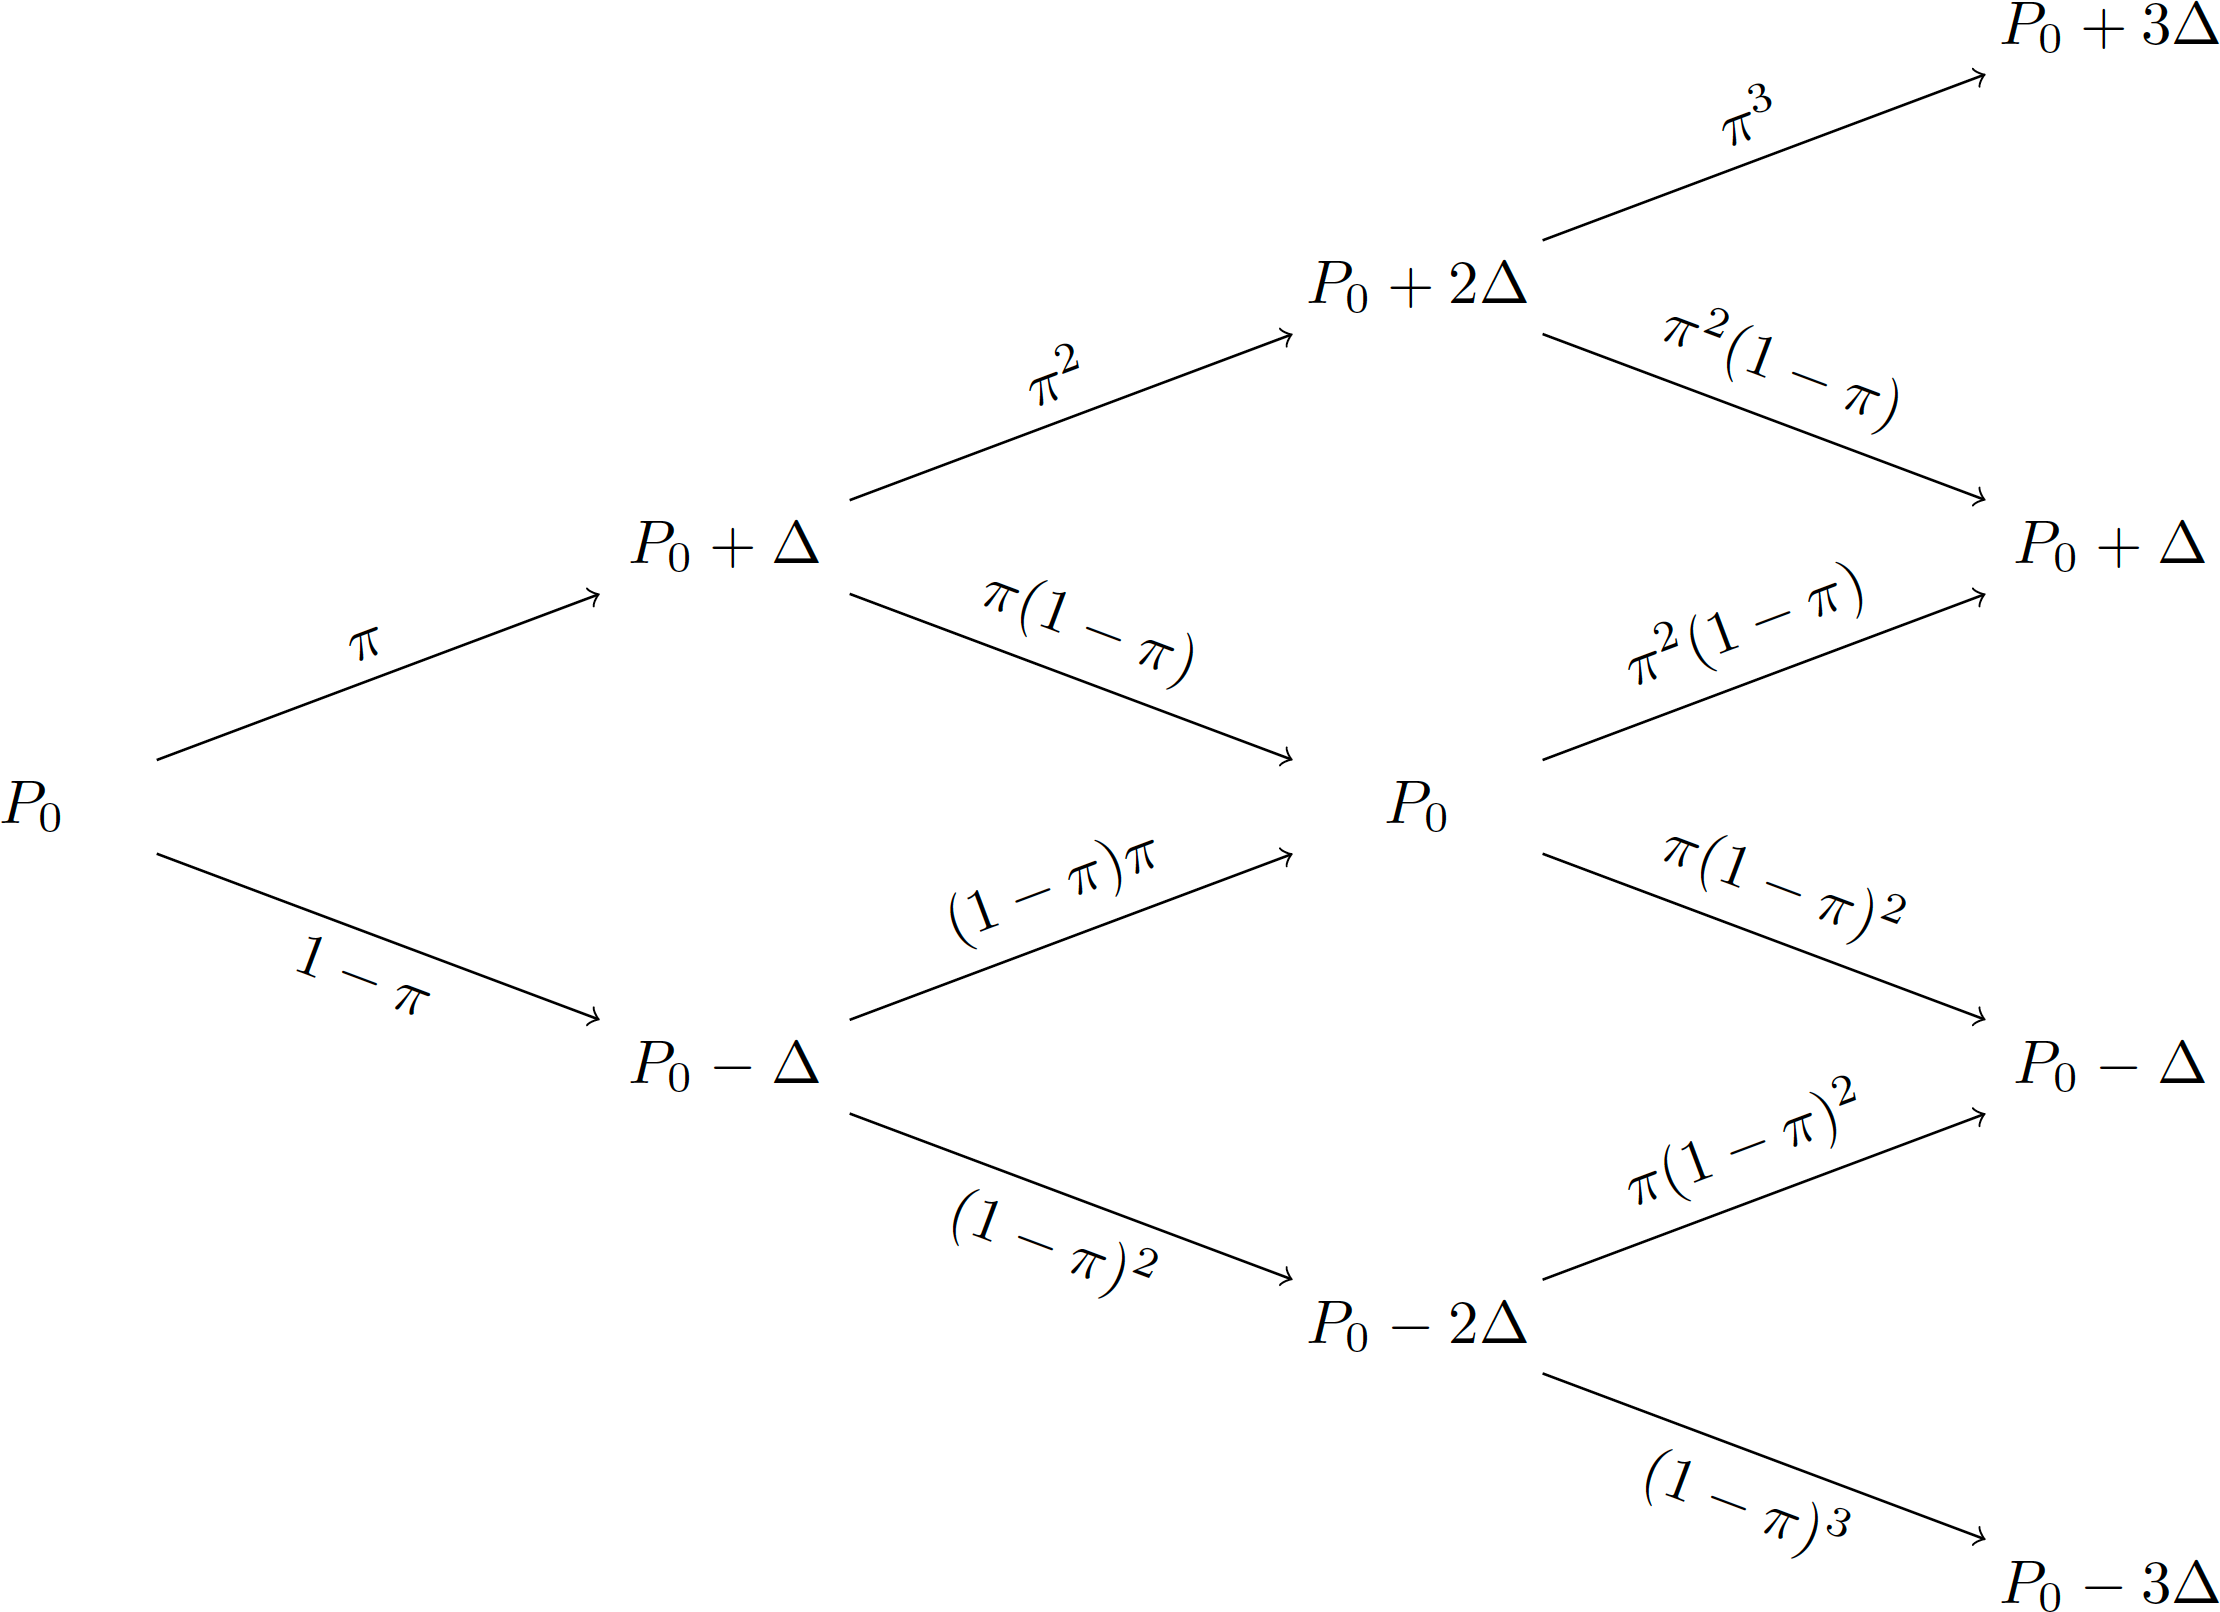 P₀ + 3Δ
π³
P₀ + 2Δ
π²(1 − π)
π²
P₀ + Δ
P₀ + Δ
π(1 − π)
π²(1 − π)
π
P₀
P₀
(1 − π)π
π(1 − π)²
1 − π
P₀ − Δ
P₀ − Δ
π(1 − π)²
(1 − π)²
P₀ − 2Δ
(1 − π)³
P₀ − 3Δ